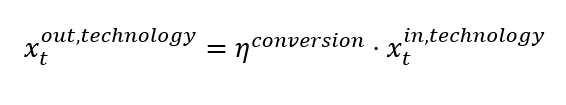 x_t^{out,technology} = η^{conversion} · x_t^{in,technology}